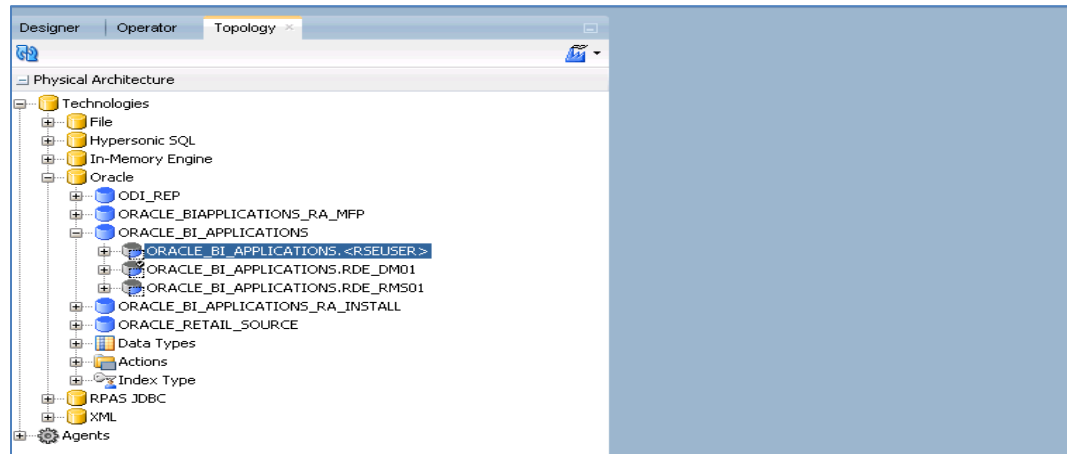 Designer Operator Topology
Physical Architecture
Technologies
File
Hypersonic SQL
In-Memory Engine
Oracle
ODI_REP
ORACLE_BIAPPLICATIONS_RA_MFP
ORACLE_BI_APPLICATIONS
ORACLE_BI_APPLICATIONS.<RSEUSER>
ORACLE_BI_APPLICATIONS.RDE_DM01
ORACLE_BI_APPLICATIONS.RDE_RMS01
ORACLE_BI_APPLICATIONS_RA_INSTALL
ORACLE_RETAIL_SOURCE
Data Types
Actions
Index Type
RPAS JDBC
XML
Agents